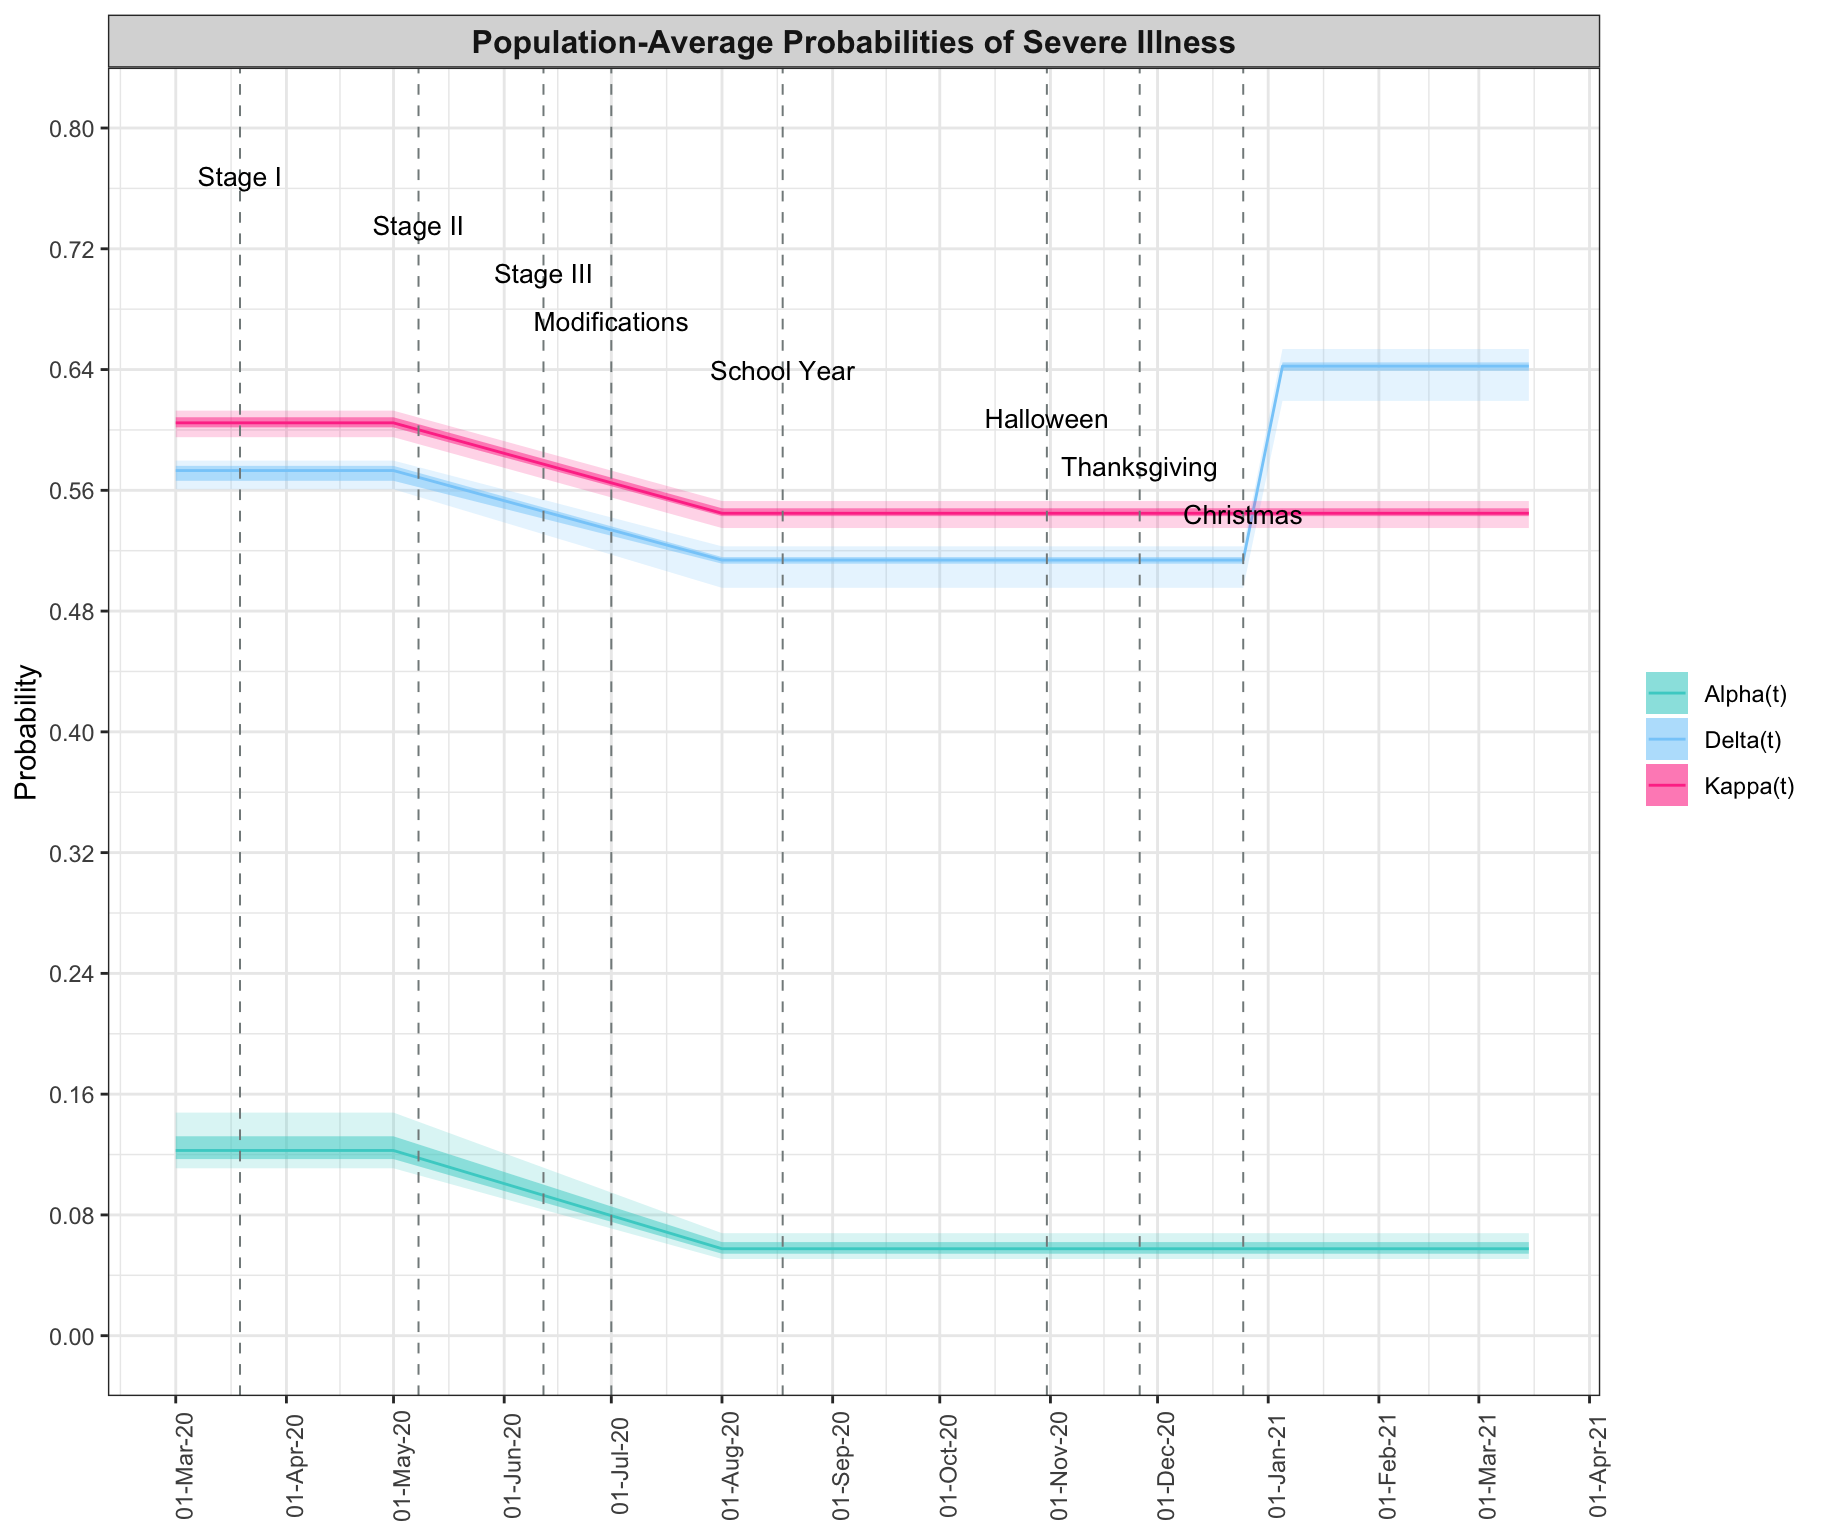 Population-Average Probabilities of Severe Illness
0.80
Stage I
Stage II
0.72
Stage III
Modifications
0.64
School Year
Halloween
Thanksgiving
0.56
Christmas
0.48
0.40
0.32
0.24
0.16
0.08
0.00
Probability
Alpha(t)
Delta(t)
Kappa(t)
01-Mar-20
01-Apr-20
01-May-20
01-Jun-20
01-Jul-20
01-Aug-20
01-Sep-20
01-Oct-20
01-Nov-20
01-Dec-20
01-Jan-21
01-Feb-21
01-Mar-21
01-Apr-21